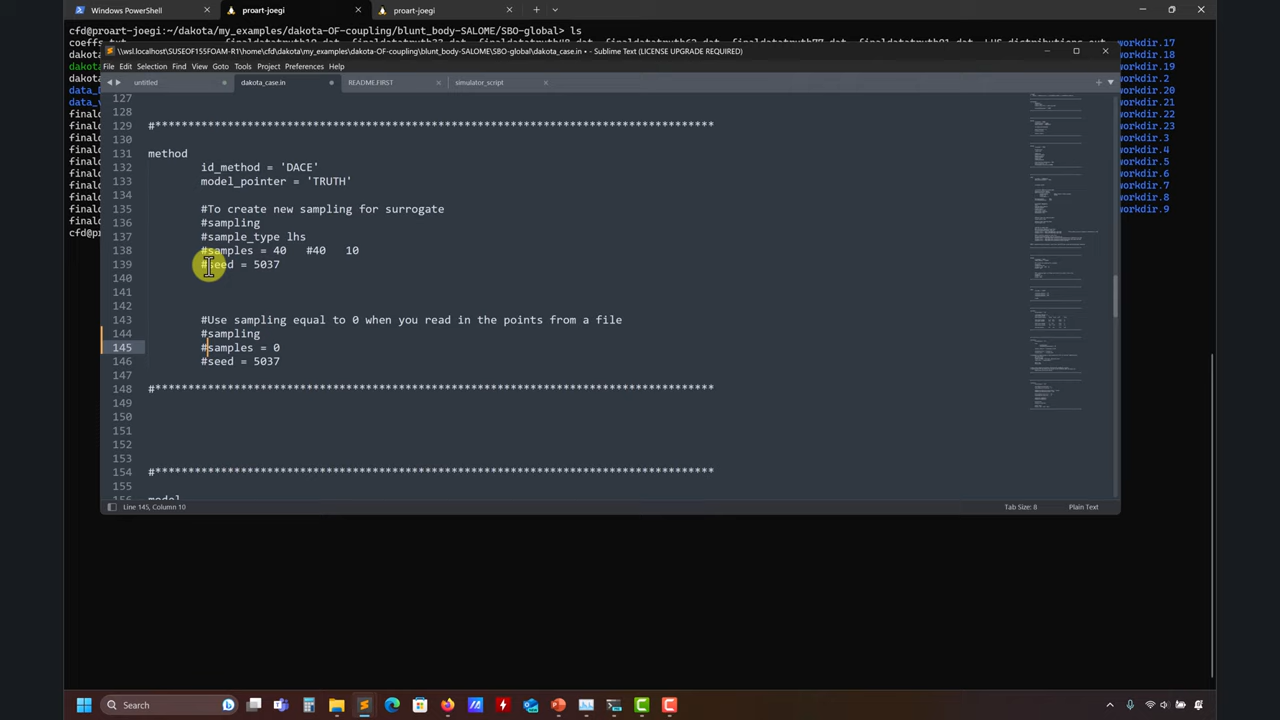 Windows PowerShell
proart-joegi
proart-joegi
cfd@proart-joegi:~/dakota/my_examples/dakota-OF-coupling/blunt_body-SALOME/SBO-global> ls
\\wsl.localhost\SUSEOF155FOAM-R1\home\cfd\dakota\my_examples\dakota-OF-coupling\blunt_body-SALOME\SBO-global\dakota_case.in • - Sublime Text (LICENSE UPGRADE REQUIRED)
workdir.17
workdir.18
workdir.19
workdir.2
workdir.20
workdir.21
workdir.22
workdir.23
workdir.3
workdir.4
workdir.5
workdir.6
workdir.7
workdir.8
workdir.9
File Edit Selection Find View Goto Tools Project Preferences Help
untitled
dakota_case.in
README.FIRST
simulator_script
127
128
129 #*************************************************************************************
130
131 method
132 id_method = 'DACE'
133 model_pointer = 'TRUTH'
134
135 #To create new sampling for surrogate
136 #sampling
137 #sample_type lhs
138 #samples = 40 #40 10
139 #seed = 5037
140
141
142
143 #Use sampling equal to 0 when you read in the points from a file
144 #sampling
145 #samples = 0
146 #seed = 5037
147
148 #*************************************************************************************
149
150
151
152
153
154 #*************************************************************************************
155
156 model
Line 145, Column 10
Tab Size: 8
Plain Text
Search